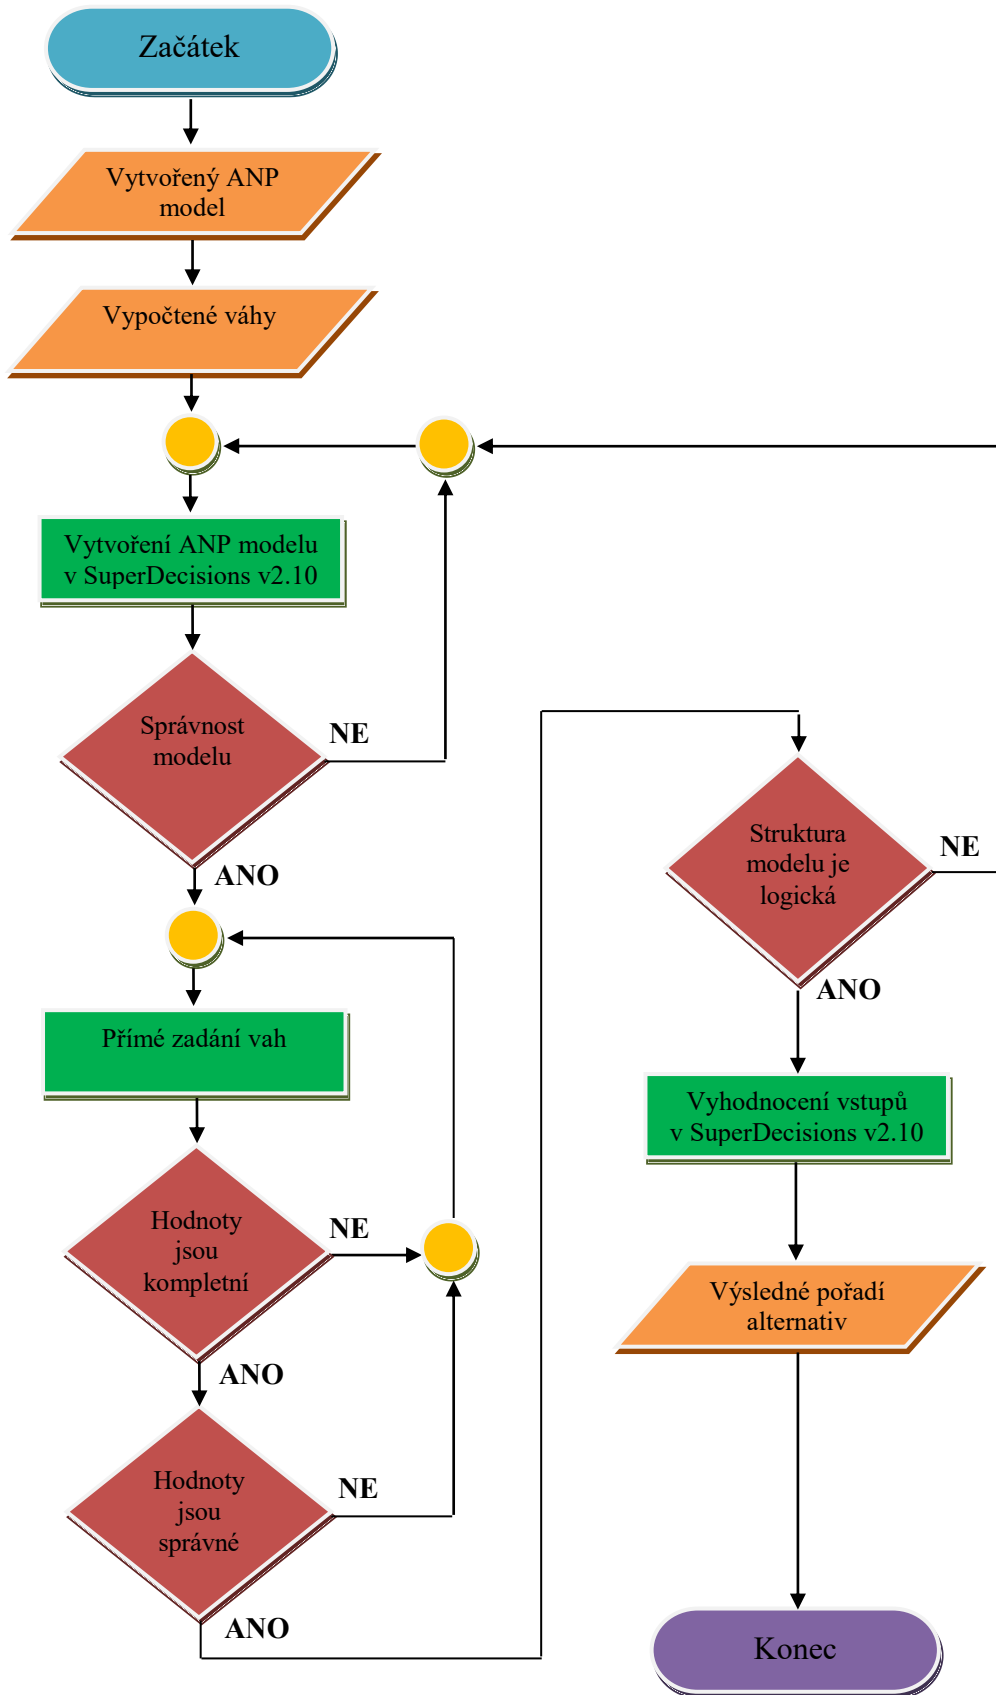 Začátek
Vytvořený ANP
model
Vypočtené váhy
Vytvoření ANP modelu
v SuperDecisions v2.10
Správnost
modelu
NE
ANO
Přímé zadání vah
Hodnoty
jsou
kompletní
NE
ANO
Hodnoty
jsou
správné
NE
ANO
Struktura
modelu je
logická
NE
ANO
Vyhodnocení vstupů
v SuperDecisions v2.10
Výsledné pořadí
alternativ
Konec